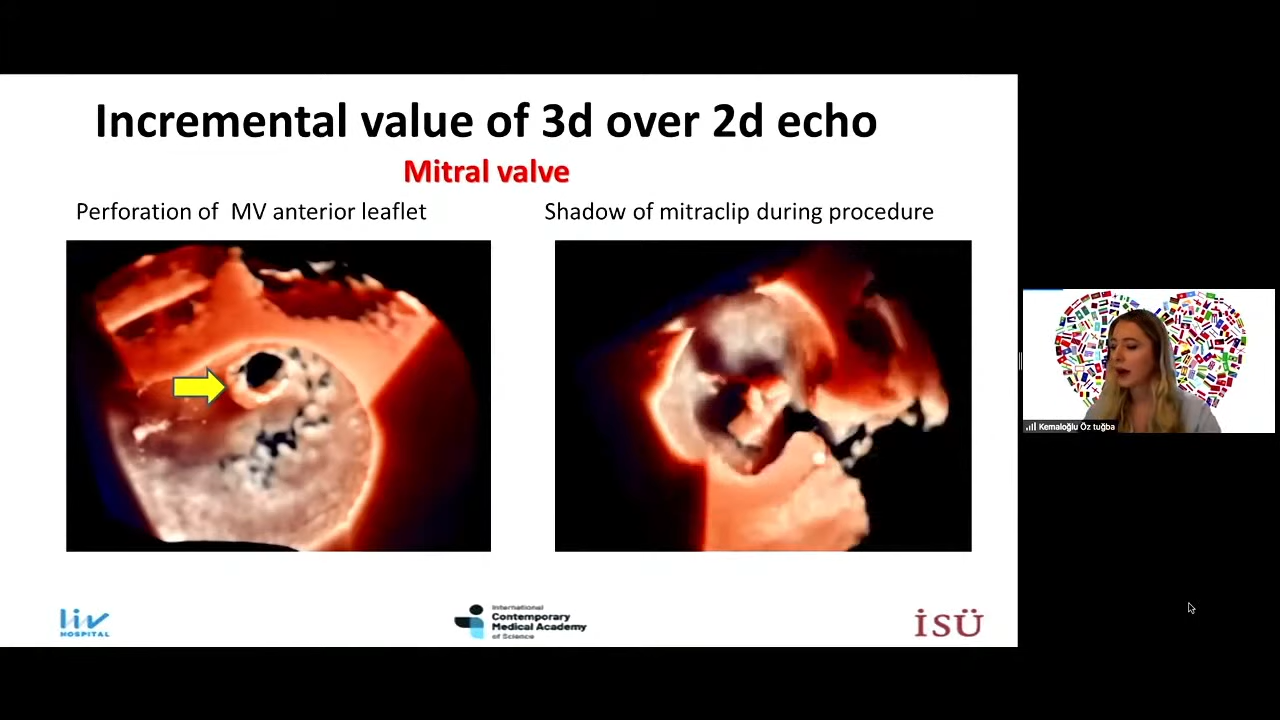 Incremental value of 3d over 2d echo
Mitral valve
Perforation of MV anterior leaflet
Shadow of mitraclip during procedure
Kemaloğlu Öz tuğba
liv
HOSPITAL
International
Contemporary
Medical Academy
of Science
İSÜ